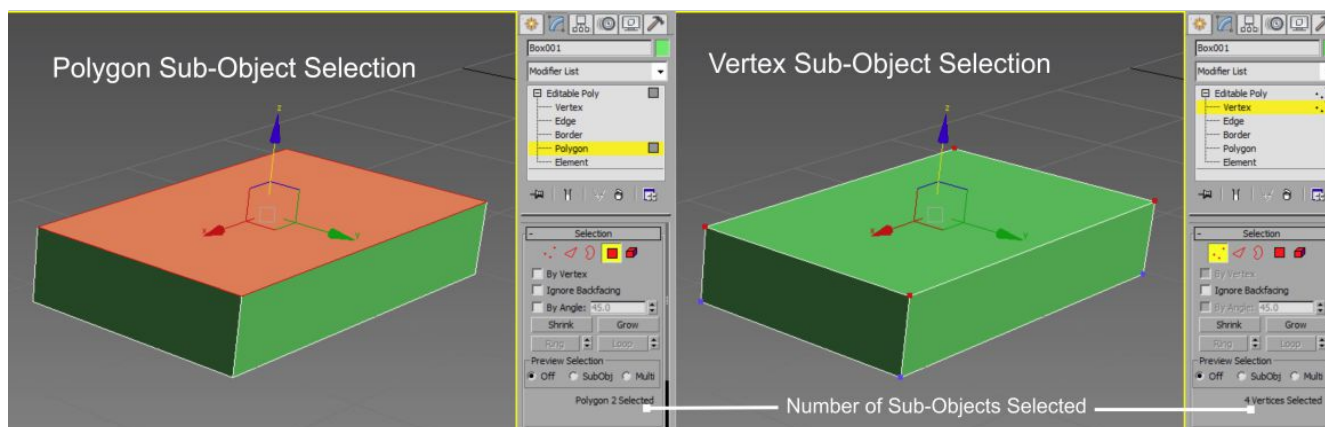 Polygon Sub-Object Selection
z
x
y
Box001
Modifier List
Editable Poly
Vertex
Edge
Border
Polygon
Element
- Selection
By Vertex
Ignore Backfacing
By Angle: 45.0
Shrink Grow
Ring Loop
Preview Selection
Off SubObj Multi
Polygon 2 Selected
Number of Sub-Objects Selected
Vertex Sub-Object Selection
z
x
y
Box001
Modifier List
Editable Poly
Vertex
Edge
Border
Polygon
Element
- Selection
By Vertex
Ignore Backfacing
By Angle: 45.0
Shrink Grow
Ring Loop
Preview Selection
Off SubObj Multi
4 Vertices Selected